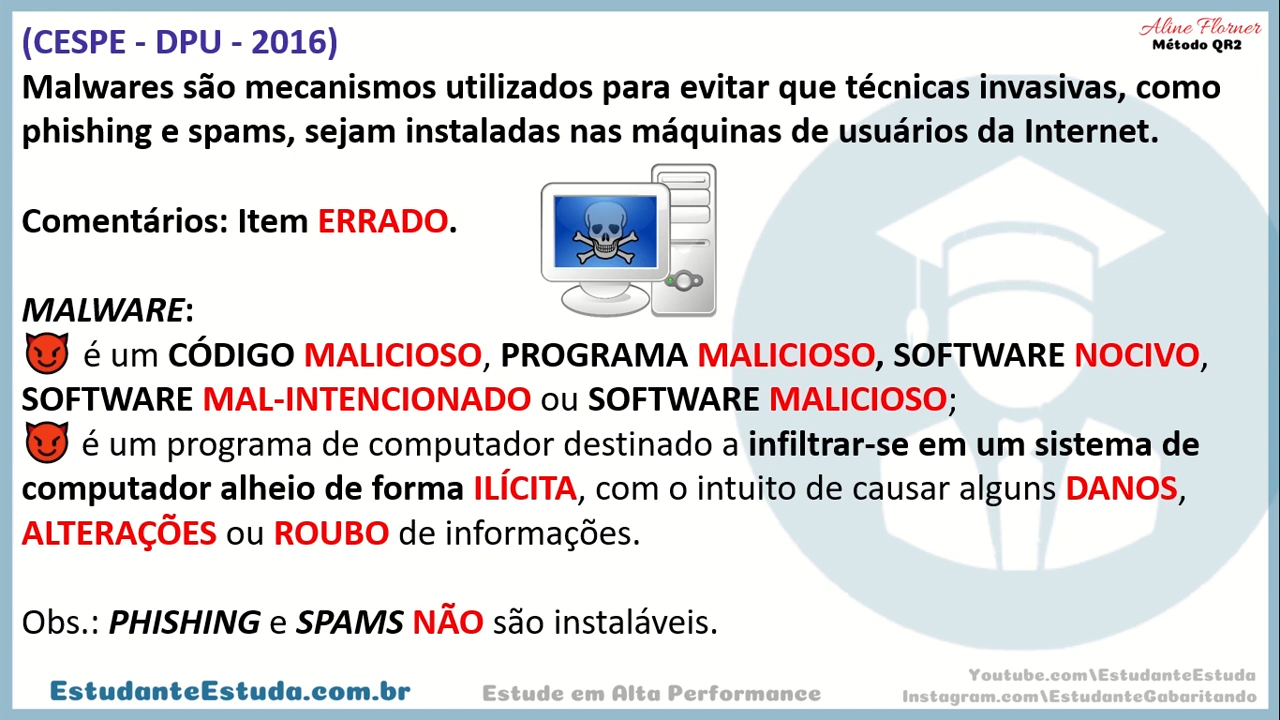 (CESPE - DPU - 2016)
Aline Florner
Método QR2
Malwares são mecanismos utilizados para evitar que técnicas invasivas, como
phishing e spams, sejam instaladas nas máquinas de usuários da Internet.
Comentários: Item ERRADO.
MALWARE:
é um CÓDIGO MALICIOSO, PROGRAMA MALICIOSO, SOFTWARE NOCIVO,
SOFTWARE MAL-INTENCIONADO ou SOFTWARE MALICIOSO;
é um programa de computador destinado a infiltrar-se em um sistema de
computador alheio de forma ILÍCITA, com o intuito de causar alguns DANOS,
ALTERAÇÕES ou ROUBO de informações.
Obs.: PHISHING e SPAMS NÃO são instaláveis.
EstudanteEstuda.com.br
Estude em Alta Performance
Youtube.com\EstudanteEstuda
Instagram.com\EstudanteGabaritando